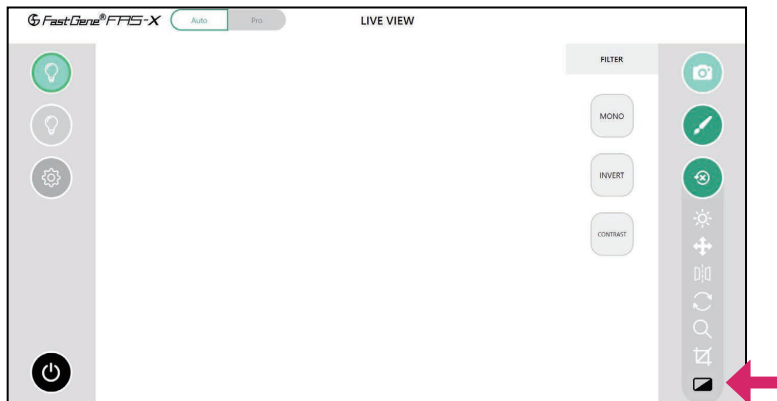 FastGene®FAS-X
Auto
Pro
LIVE VIEW
FILTER
MONO
INVERT
CONTRAST